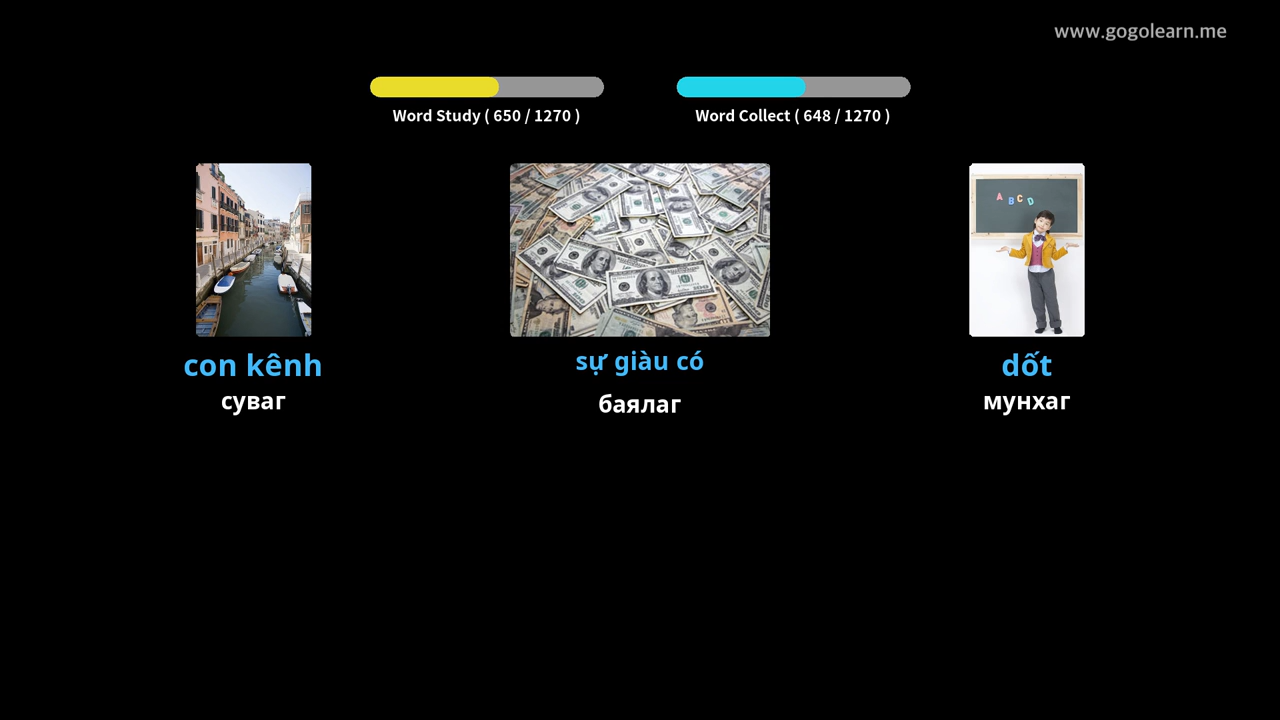 www.gogolearn.me
Word Study ( 650 / 1270 )
Word Collect ( 648 / 1270 )
A B C D
con kênh
sự giàu có
dốt
суваг
баялаг
мунхаг